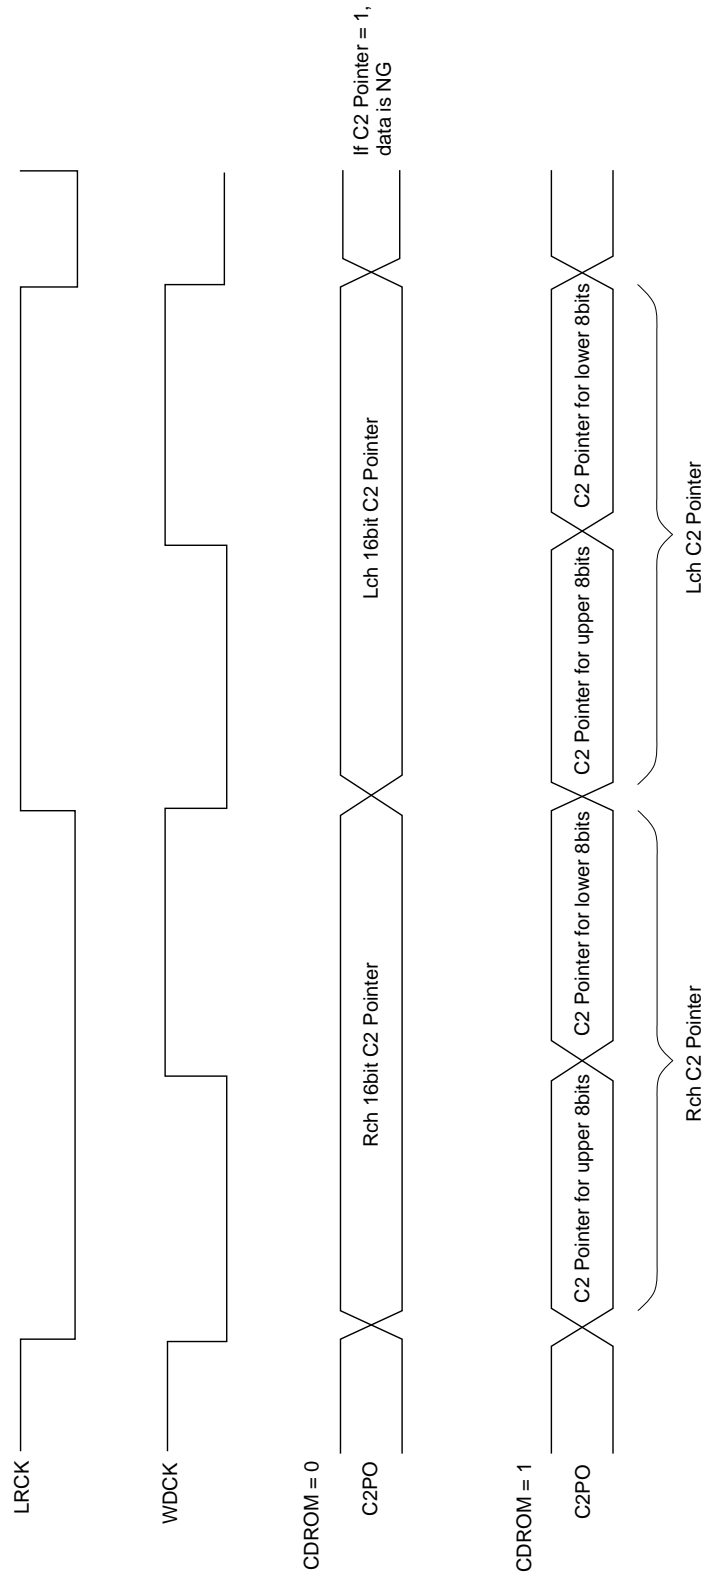 LRCK
WDCK
CDROM = 0
C2PO
Rch 16bit C2 Pointer
Lch 16bit C2 Pointer
If C2 Pointer = 1,
data is NG
CDROM = 1
C2PO
C2 Pointer for upper 8bits
C2 Pointer for lower 8bits
C2 Pointer for upper 8bits
C2 Pointer for lower 8bits
Rch C2 Pointer
Lch C2 Pointer